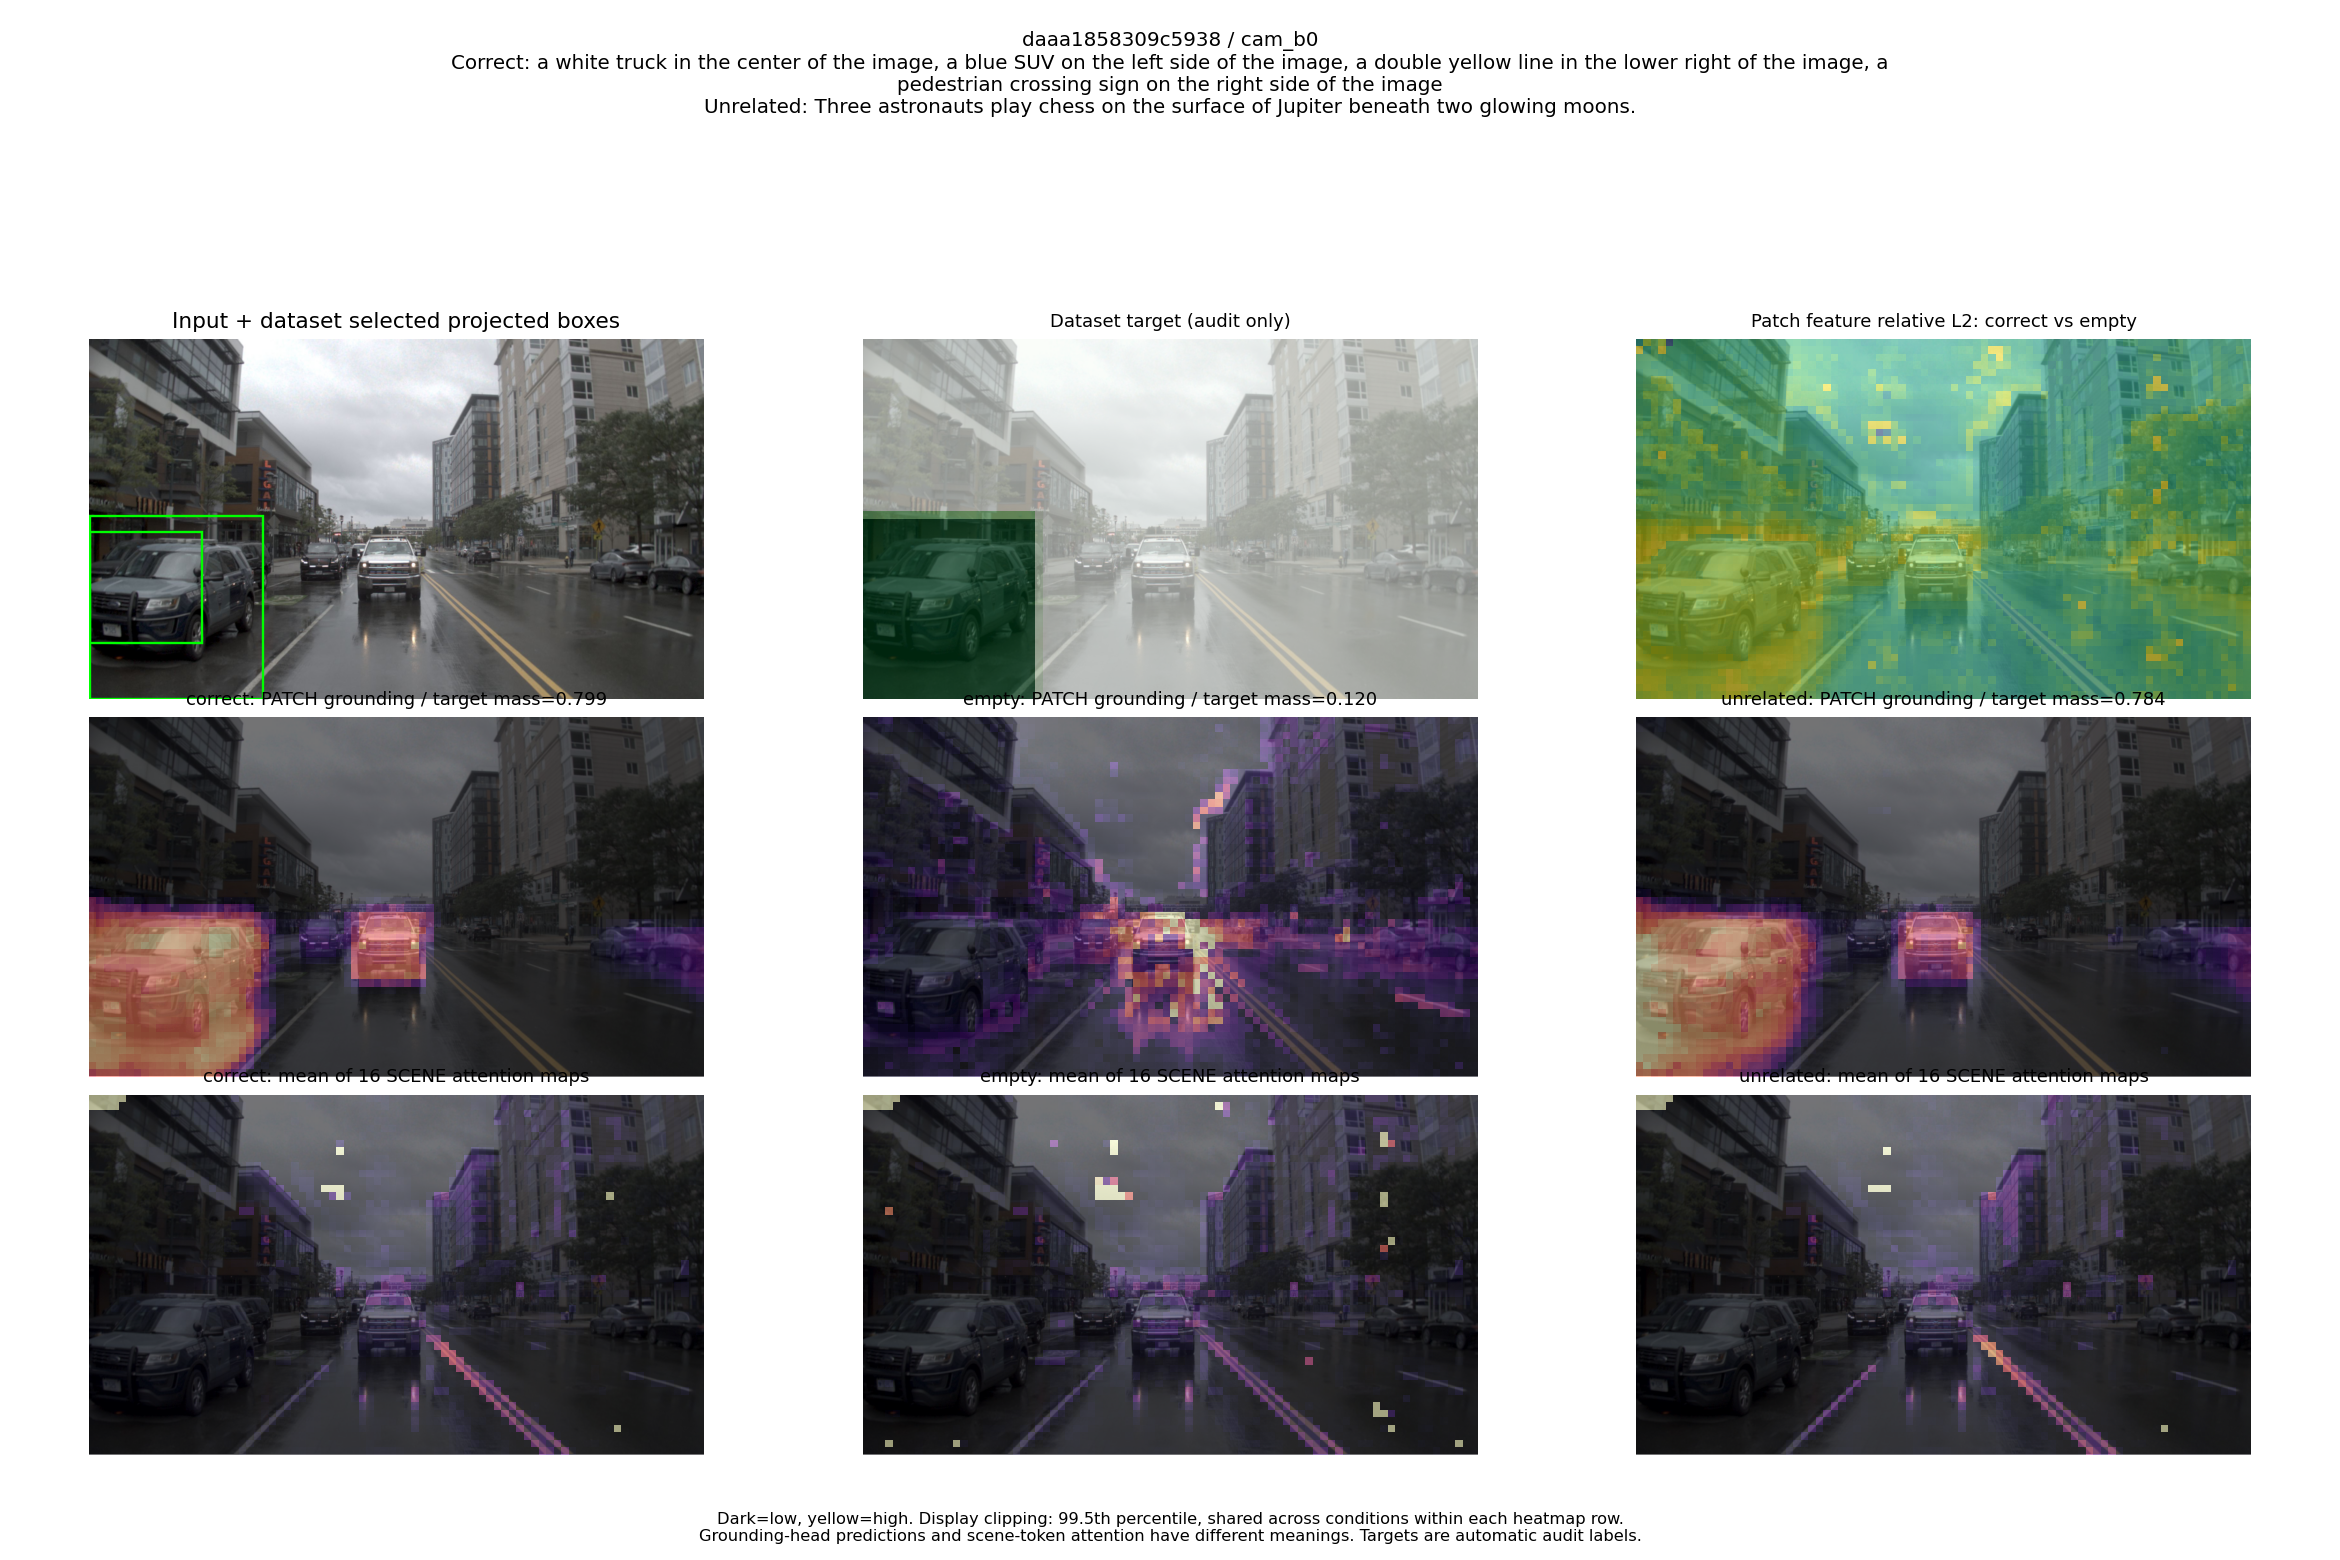 daaa1858309c5938 / cam_b0
Correct: a white truck in the center of the image, a blue SUV on the left side of the image, a double yellow line in the lower right of the image, a
pedestrian crossing sign on the right side of the image
Unrelated: Three astronauts play chess on the surface of Jupiter beneath two glowing moons.
Input + dataset selected projected boxes
Dataset target (audit only)
Patch feature relative L2: correct vs empty
LEGAL
correct: PATCH grounding / target mass=0.799
empty: PATCH grounding / target mass=0.120
unrelated: PATCH grounding / target mass=0.784
correct: mean of 16 SCENE attention maps
empty: mean of 16 SCENE attention maps
unrelated: mean of 16 SCENE attention maps
Dark=low, yellow=high. Display clipping: 99.5th percentile, shared across conditions within each heatmap row.
Grounding-head predictions and scene-token attention have different meanings. Targets are automatic audit labels.